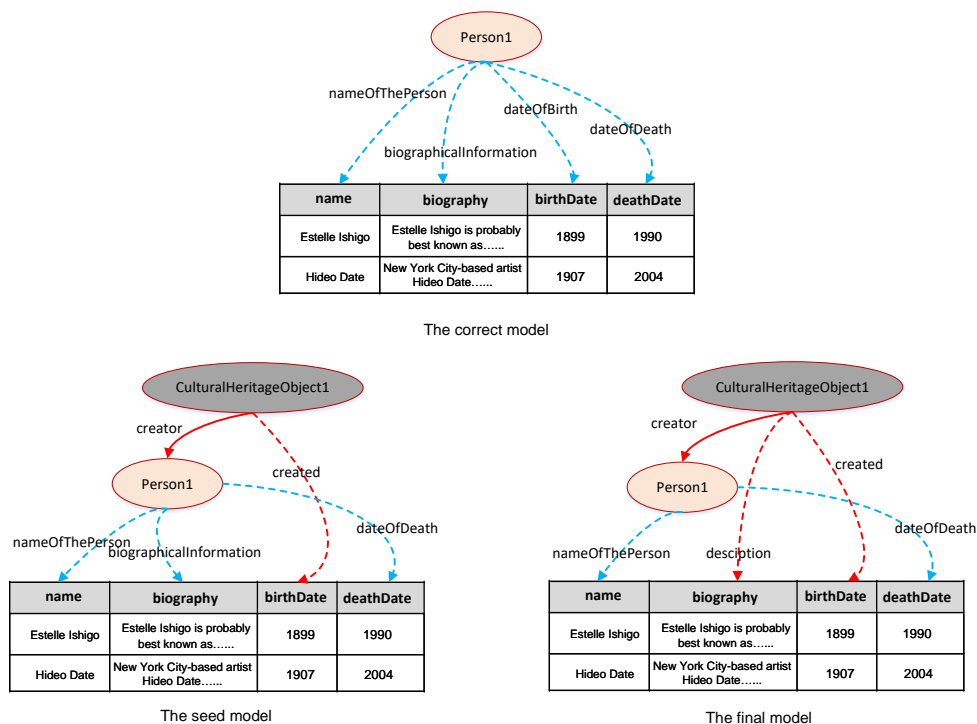 Person1
nameOfThePerson
dateOfBirth
dateOfDeath
biographicalInformation
name biography birthDate deathDate
Estelle Ishigo Estelle Ishigo is probably 1899 1990
best known as…...
Hideo Date New York City-based artist 1907 2004
Hideo Date…...
The correct model
CulturalHeritageObject1
creator
created
Person1
nameOfThePerson
biographicalInformation
dateOfDeath
name biography birthDate deathDate
Estelle Ishigo Estelle Ishigo is probably 1899 1990
best known as…...
Hideo Date New York City-based artist 1907 2004
Hideo Date…...
The seed model
CulturalHeritageObject1
creator
created
Person1
nameOfThePerson
desciption
dateOfDeath
name biography birthDate deathDate
Estelle Ishigo Estelle Ishigo is probably 1899 1990
best known as…...
Hideo Date New York City-based artist 1907 2004
Hideo Date…...
The final model